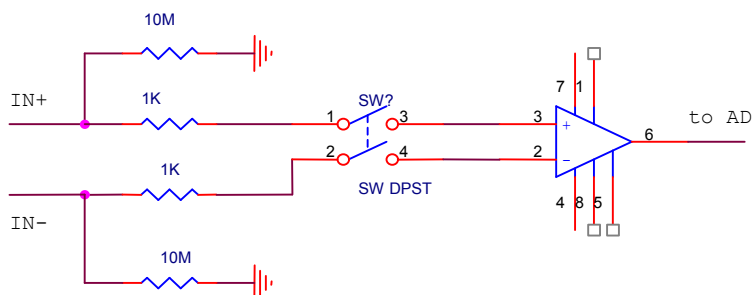 10M
IN+
1K
SW?
1
3
2
4
SW DPST
7
1
3
+
2
-
6
to AD
4
8
5
1K
IN-
10M